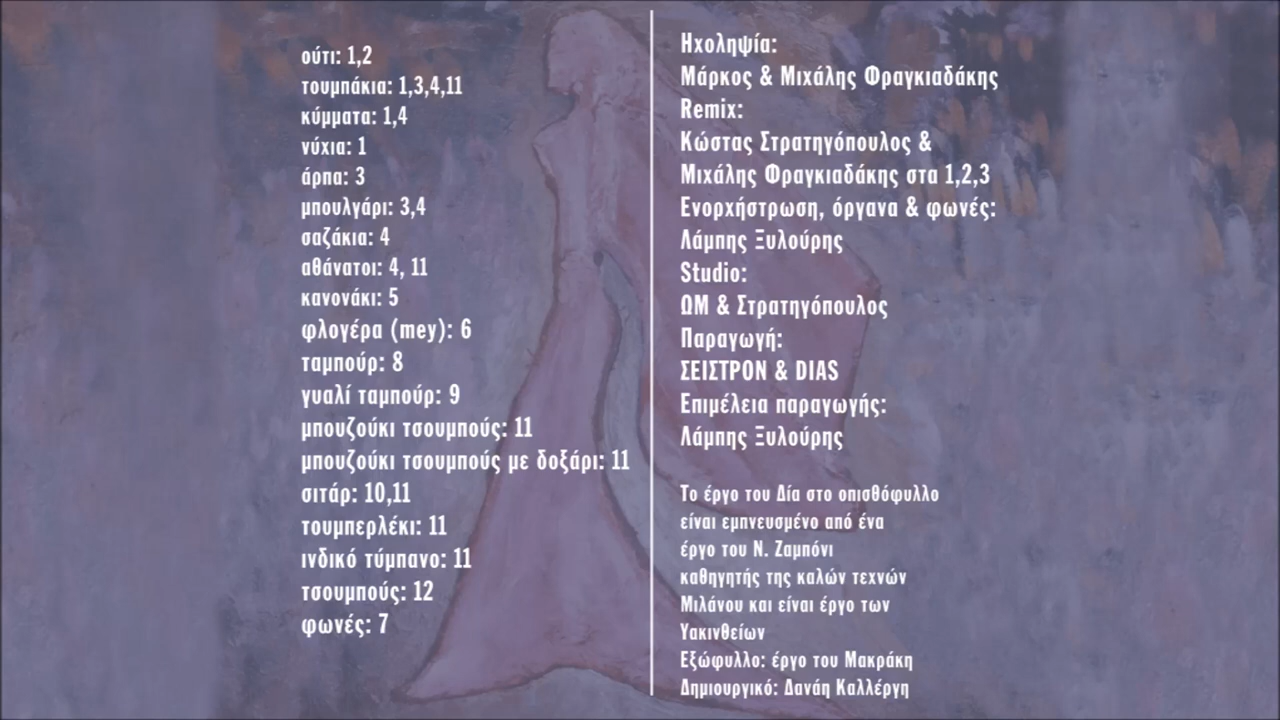 ούτι: 1,2
τουμπάκια: 1,3,4,11
κύμματα: 1,4
νύχια: 1
άρπα: 3
μπουλγάρι: 3,4
σαζάκια: 4
αθάνατοι: 4, 11
κανονάκι: 5
φλογέρα (mey): 6
ταμπούρ: 8
γυαλί ταμπούρ: 9
μπουζούκι τσουμπούς: 11
μπουζούκι τσουμπούς με δοξάρι: 11
σιτάρ: 10,11
τουμπερλέκι: 11
ινδικό τύμπανο: 11
τσουμπούς: 12
φωνές: 7
Ηχοληψία:
Μάρκος & Μιχάλης Φραγκιαδάκης
Remix:
Κώστας Στρατηγόπουλος &
Μιχάλης Φραγκιαδάκης στα 1,2,3
Ενορχήστρωση, όργανα & φωνές:
Λάμπης Ξυλούρης
Studio:
ΩΜ & Στρατηγόπουλος
Παραγωγή:
ΣΕΙΣΤΡΟΝ & DIAS
Επιμέλεια παραγωγής:
Λάμπης Ξυλούρης
Το έργο του Δία στο οπισθόφυλλο
είναι εμπνευσμένο από ένα
έργο του Ν. Ζαμπόνι
καθηγητής της καλών τεχνών
Μιλάνου και είναι έργο των
Υακινθείων
Εξώφυλλο: έργο του Μακράκη
Δημιουργικό: Δανάη Καλλέργη